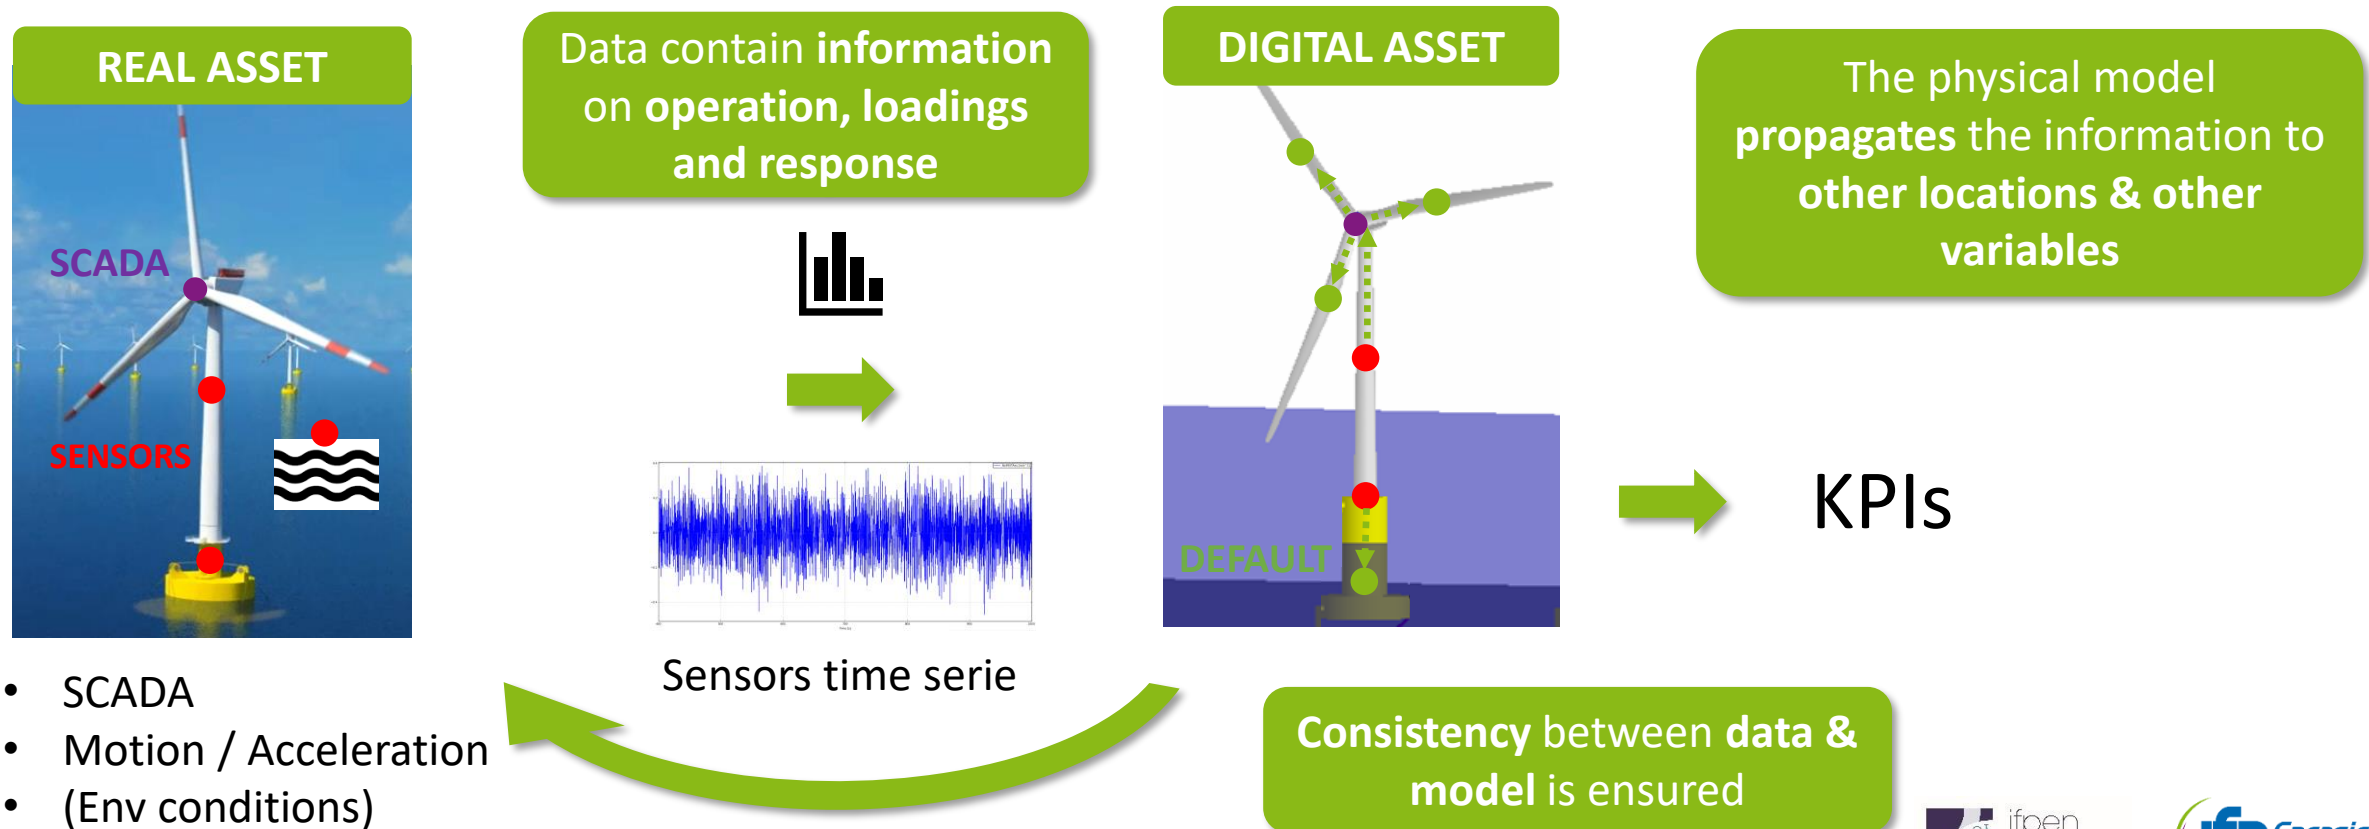 REAL ASSET
SCADA
SENSORS
• SCADA
• Motion / Acceleration
• (Env conditions)
Data contain information
on operation, loadings
and response
Sensors time serie
DIGITAL ASSET
DEFAULT
The physical model
propagates the information to
other locations & other
variables
KPIs
Consistency between data &
model is ensured
ifpen